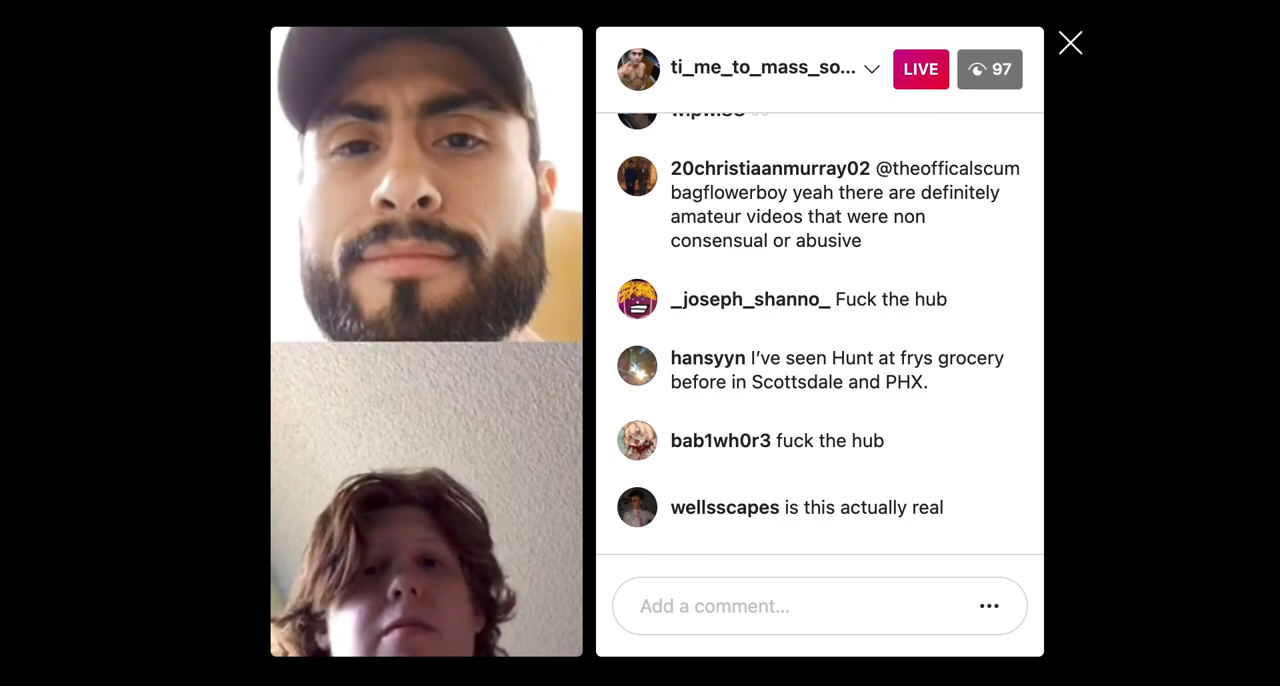 ti_me_to_mass_so...
LIVE
97
20christiaanmurray02 @theofficalscum
bagflowerboy yeah there are definitely
amateur videos that were non
consensual or abusive
_joseph_shanno_ Fuck the hub
hansyyn I’ve seen Hunt at frys grocery
before in Scottsdale and PHX.
bab1wh0r3 fuck the hub
wellsscapes is this actually real
Add a comment...